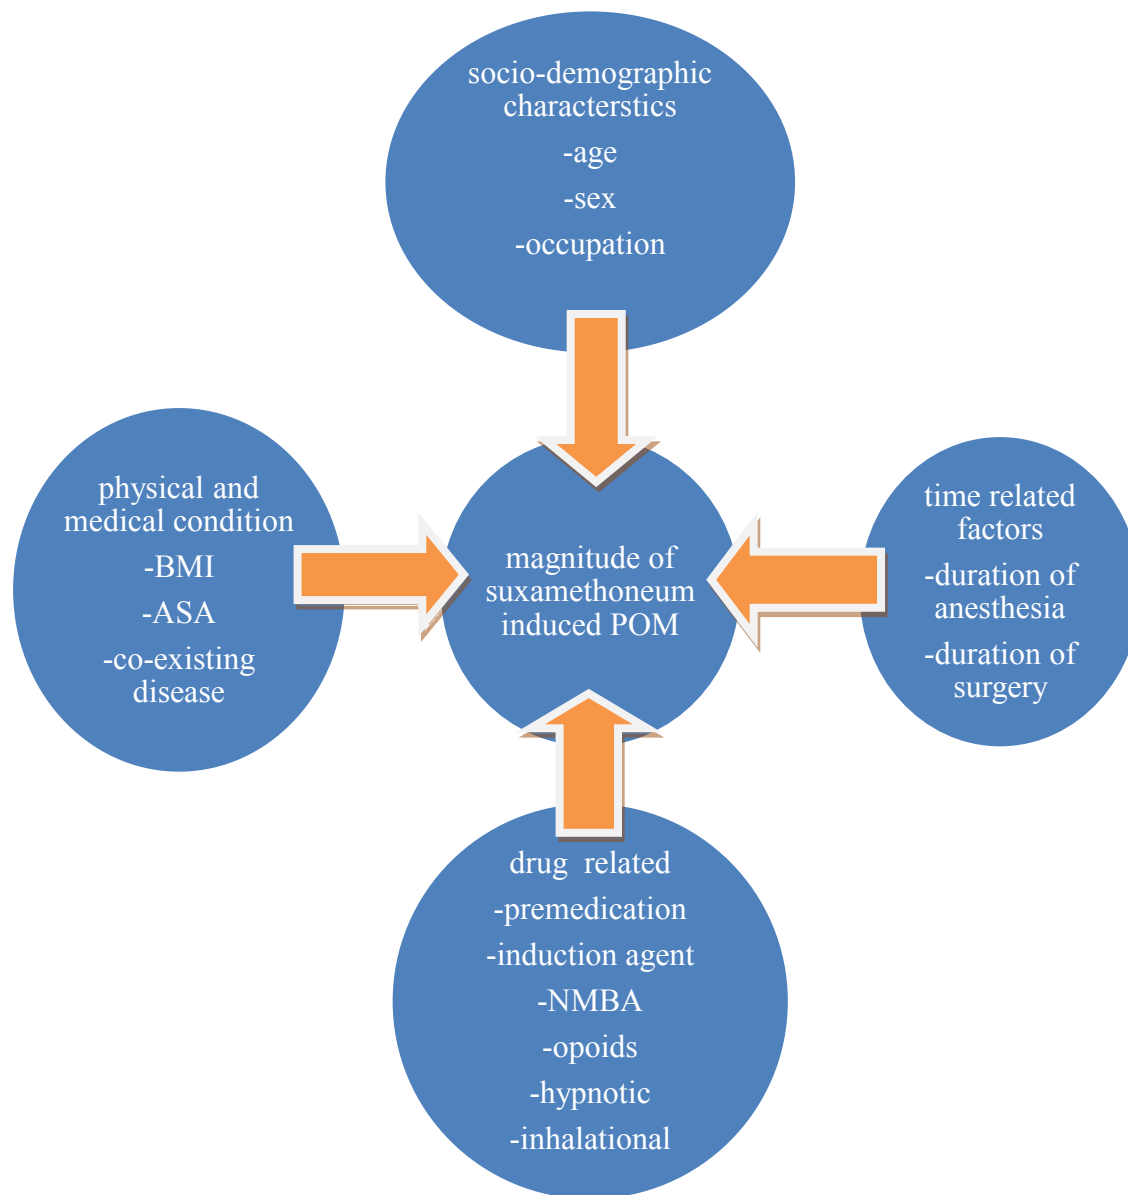 socio-demographic
characterstics
-age
-sex
-occupation
physical and
medical condition
-BMI
-ASA
-co-existing
disease
magnitude of
suxamethoneum
induced POM
time related
factors
-duration of
anesthesia
-duration of
surgery
drug  related
-premedication
-induction agent
-NMBA
-opoids
-hypnotic
-inhalational